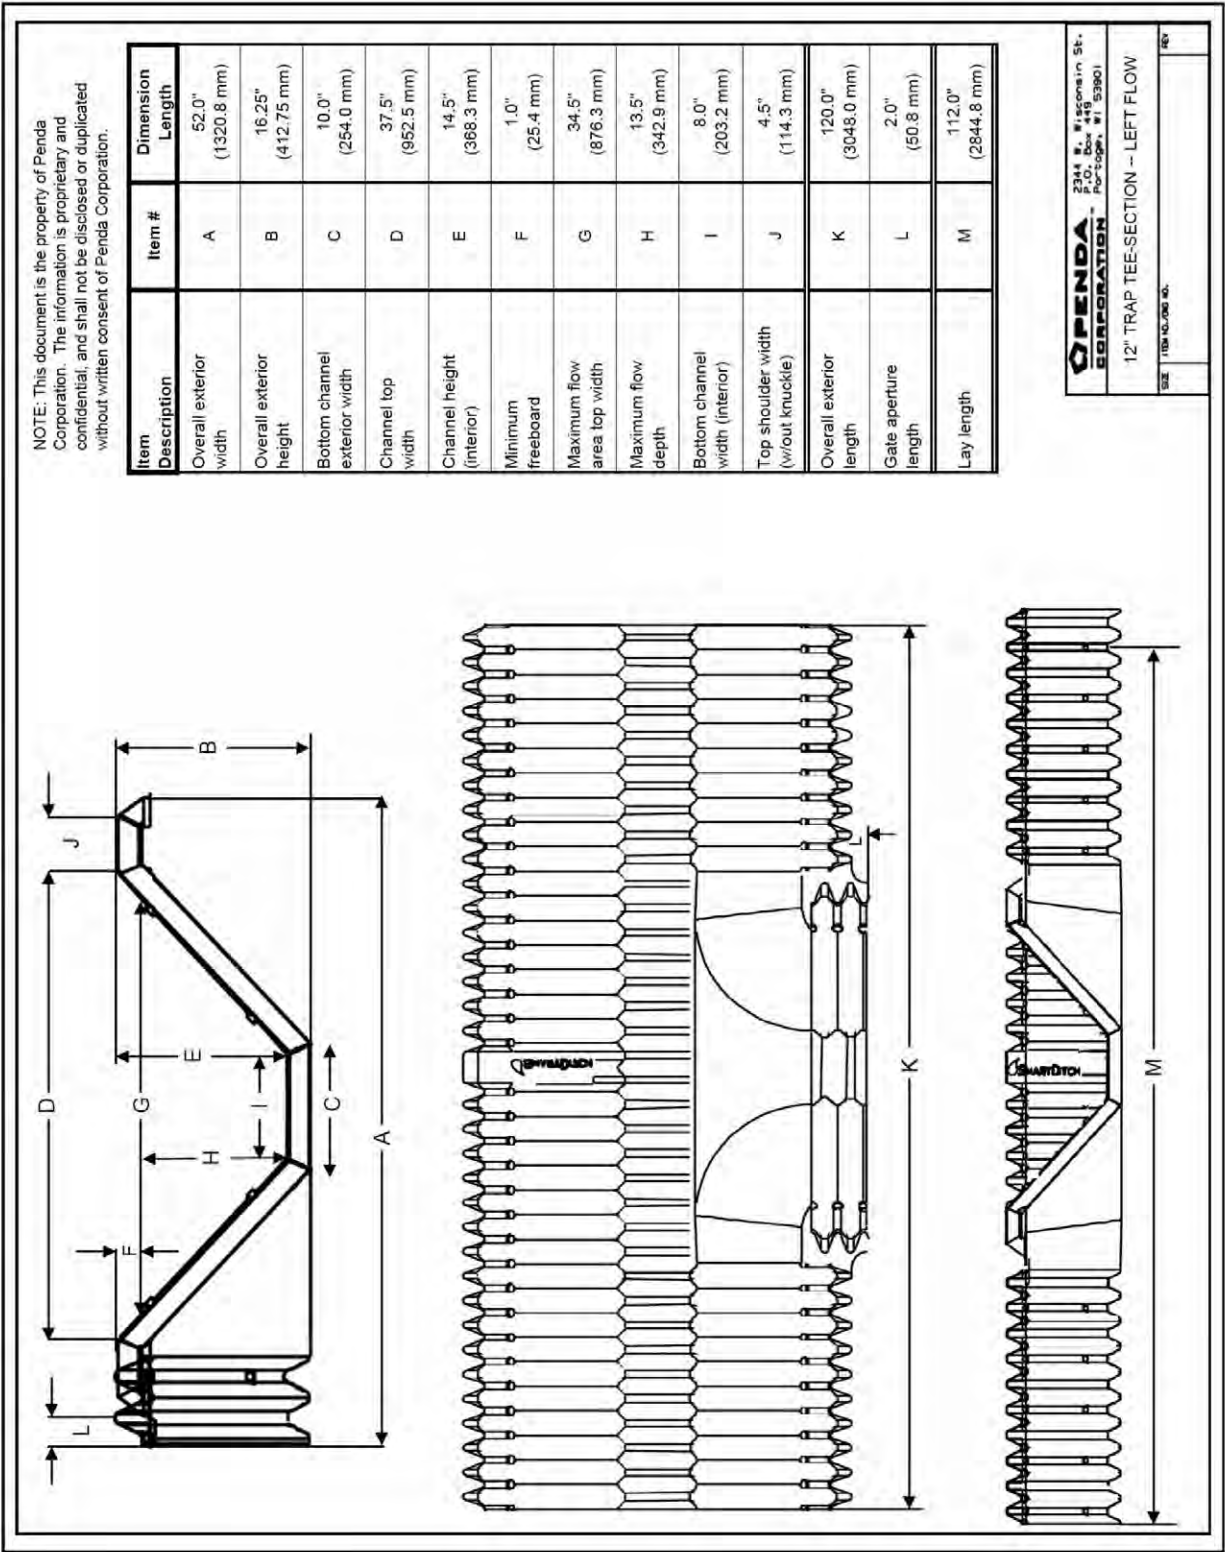 NOTE: This document is the property of Penda
Corporation. The information is proprietary and
confidential, and shall not be disclosed or duplicated
without written consent of Penda Corporation.
Item Description Item # Dimension Length
Overall exterior width A 52.0" (1320.8 mm)
Overall exterior height B 16.25" (412.75 mm)
Bottom channel exterior width C 10.0" (254.0 mm)
Channel top width D 37.5" (952.5 mm)
Channel height (interior) E 14.5" (368.3 mm)
Minimum freeboard F 1.0" (25.4 mm)
Maximum flow area top width G 34.5" (876.3 mm)
Maximum flow depth H 13.5" (342.9 mm)
Bottom channel width (interior) I 8.0" (203.2 mm)
Top shoulder width (w/out knuckle) J 4.5" (114.3 mm)
Overall exterior length K 120.0" (3048.0 mm)
Gate aperture length L 2.0" (50.8 mm)
Lay length M 112.0" (2844.8 mm)
L
F
D
G
H
E
I
C
A
J
B
SMARTDITCH
L
K
SMARTDITCH
M
PENDA
CORPORATION
2344 W. Wisconsin St.
P.O. Box 449
Portage, WI 53901
12" TRAP TEE-SECTION -- LEFT FLOW
SIZE ITEM NO./DWG NO. REV